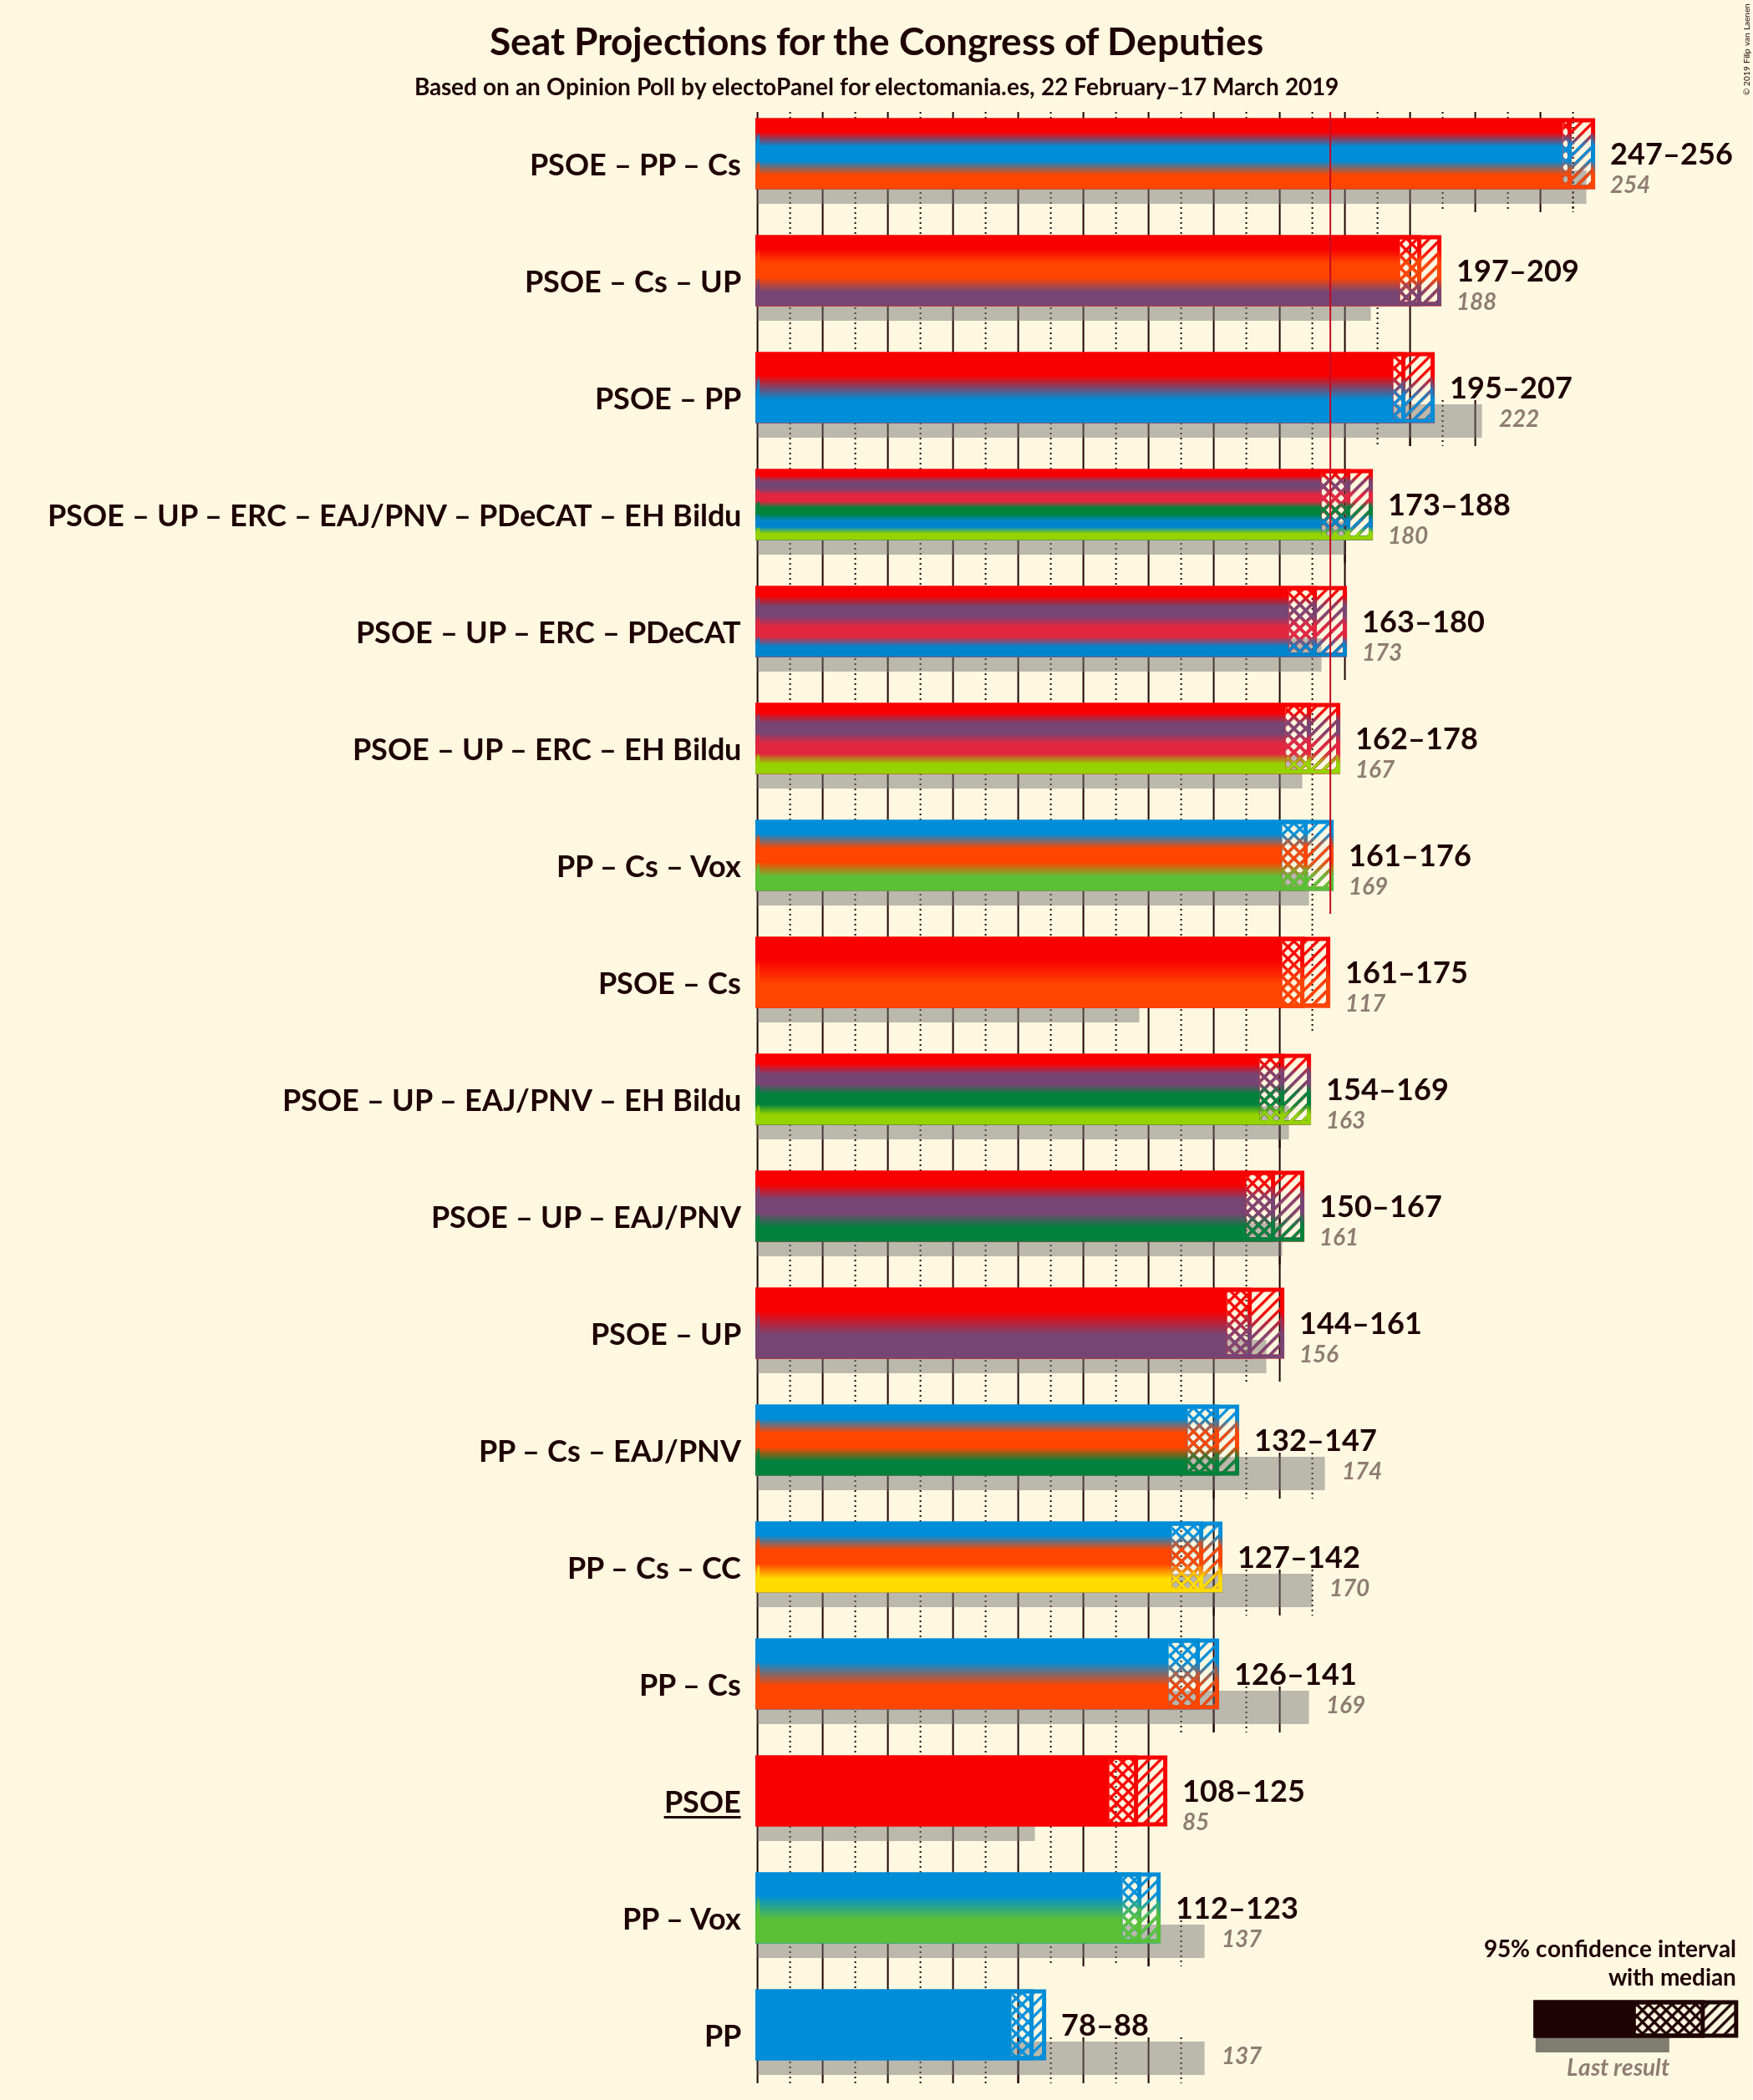 Seat Projections for the Congress of Deputies
Based on an Opinion Poll by electoPanel for electomania.es, 22 February–17 March 2019
© 2019 Filip van Laenen
PSOE – PP – Cs
247–256
254
PSOE – Cs – UP
197–209
188
PSOE – PP
195–207
222
PSOE – UP – ERC – EAJ/PNV – PDeCAT – EH Bildu
173–188
180
PSOE – UP – ERC – PDeCAT
163–180
173
PSOE – UP – ERC – EH Bildu
162–178
167
PP – Cs – Vox
161–176
169
PSOE – Cs
161–175
117
PSOE – UP – EAJ/PNV – EH Bildu
154–169
163
PSOE – UP – EAJ/PNV
150–167
161
PSOE – UP
144–161
156
PP – Cs – EAJ/PNV
132–147
174
PP – Cs – CC
127–142
170
PP – Cs
126–141
169
PSOE
108–125
85
PP – Vox
112–123
137
PP
78–88
137
95% confidence interval
with median
Last result